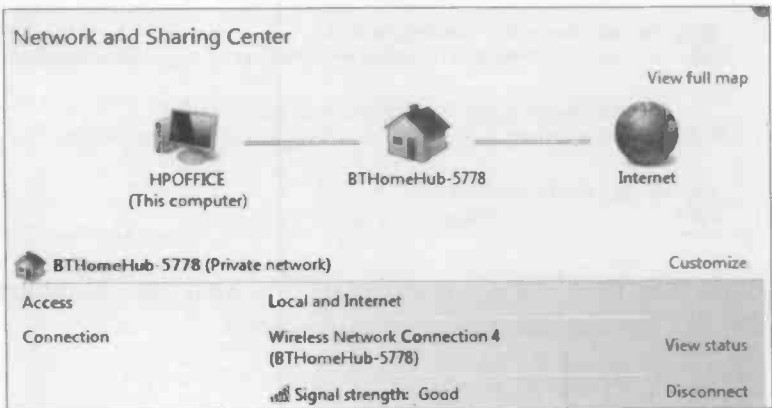 Network and Sharing Center
View full map
HPOFFICE
(This computer)
BTHomeHub-5778
Internet
BTHomeHub-5778 (Private network)
Customize
Access
Local and Internet
Connection
Wireless Network Connection 4
(BTHomeHub-5778)
View status
Signal strength: Good
Disconnect